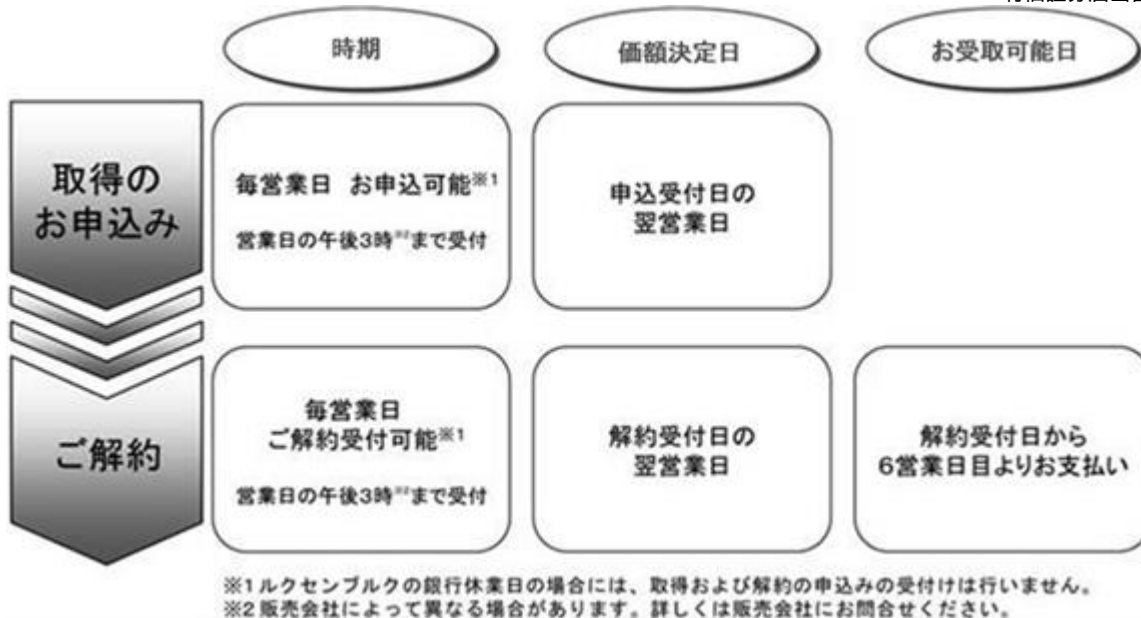 時期
価額決定日
お受取可能日
取得の
お申込み
毎営業日 お申込可能※1
営業日の午後3時※2まで受付
申込受付日の
翌営業日
ご解約
毎営業日
ご解約受付可能※1
営業日の午後3時※2まで受付
解約受付日の
翌営業日
解約受付日から
6営業日目よりお支払い
※1 ルクセンブルクの銀行休業日の場合には、取得および解約の申込みの受付けは行いません。
※2 販売会社によって異なる場合があります。詳しくは販売会社にお問合せください。